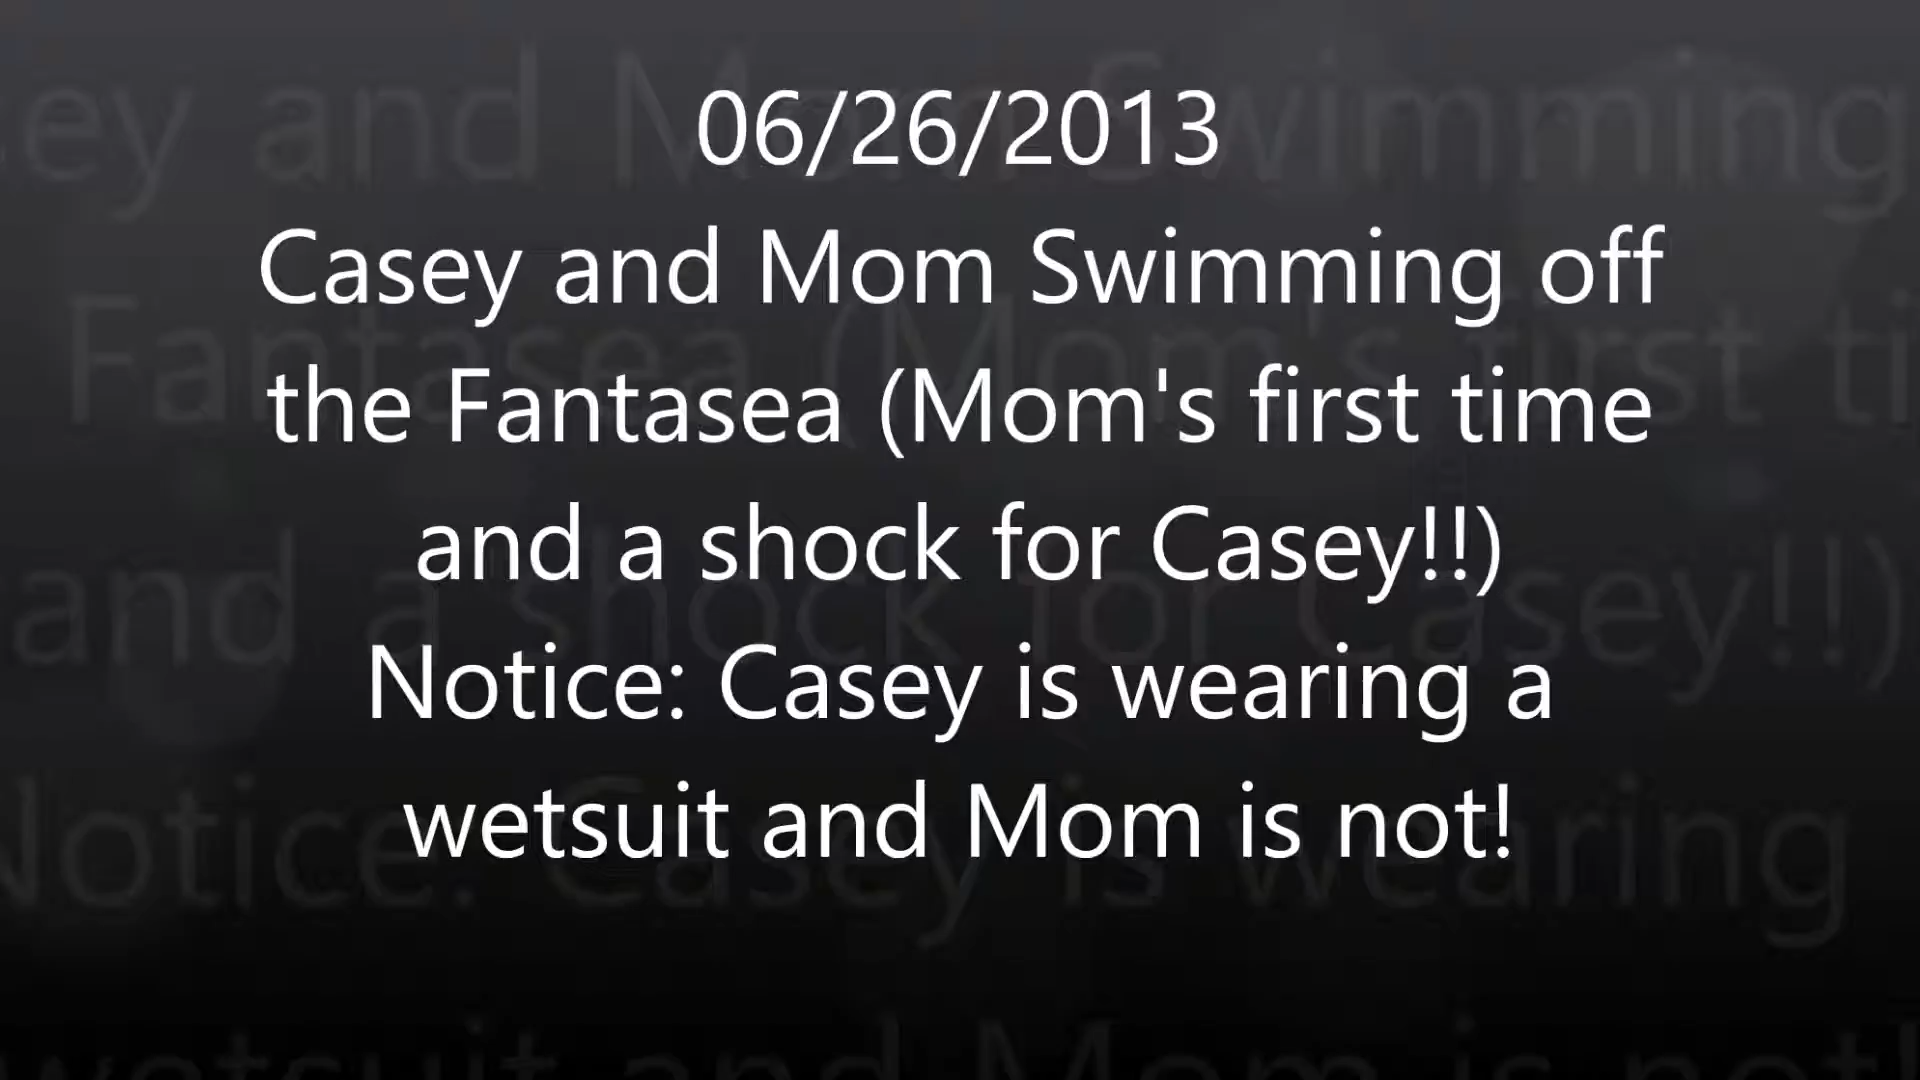 06/26/2013
Casey and Mom Swimming off
the Fantasea (Mom's first time
and a shock for Casey!!)
Notice: Casey is wearing a
wetsuit and Mom is not!